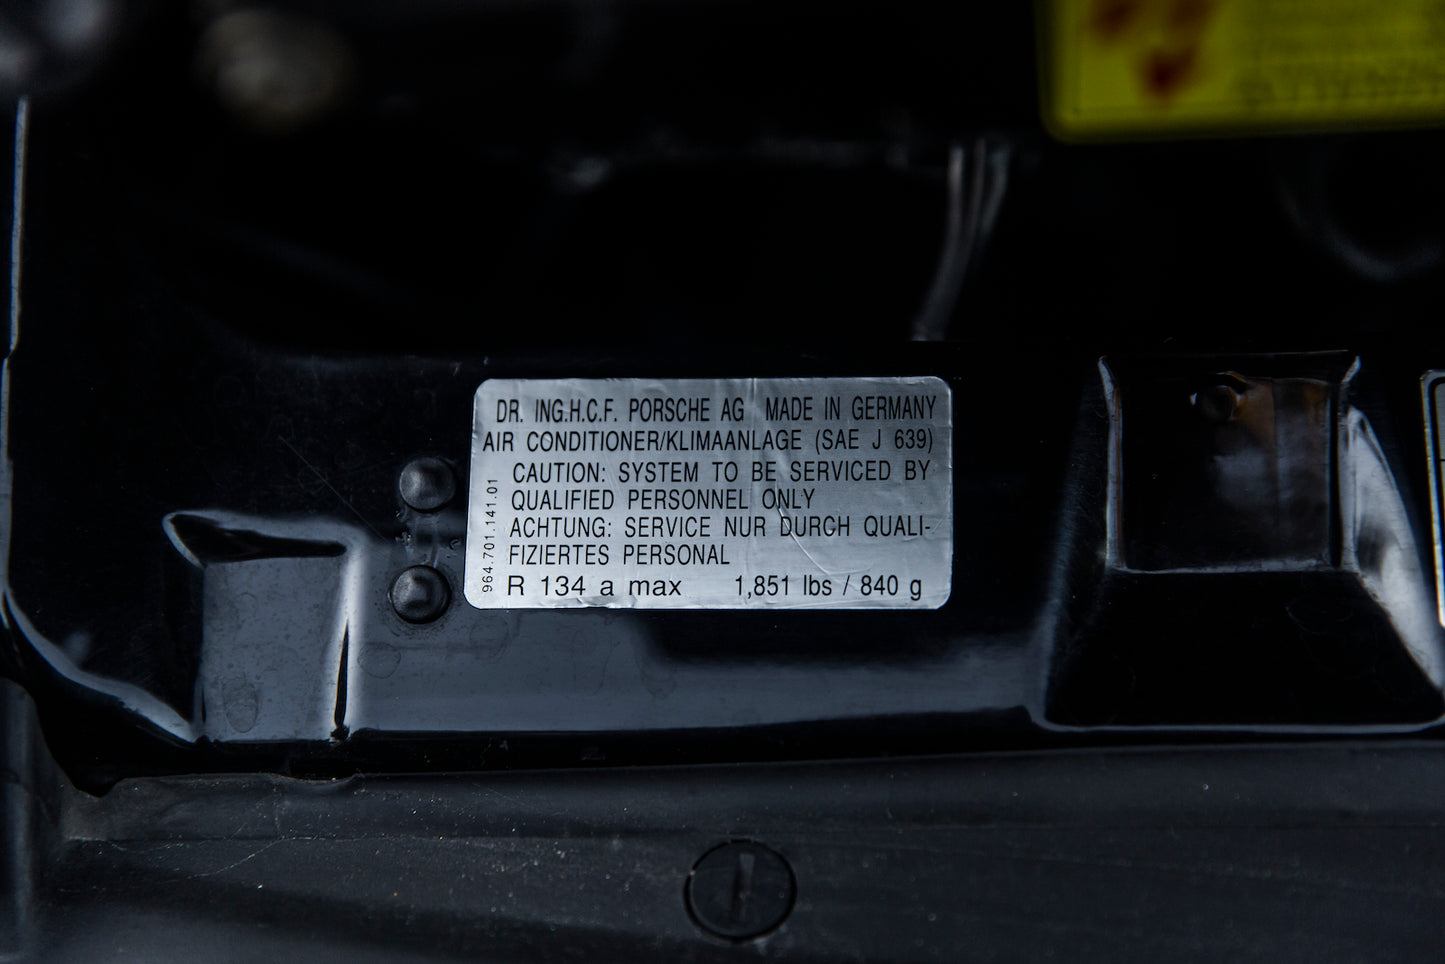 DR. ING.H.C.F. PORSCHE AG MADE IN GERMANY
AIR CONDITIONER/KLIMAANLAGE (SAE J 639)
CAUTION: SYSTEM TO BE SERVICED BY
QUALIFIED PERSONNEL ONLY
ACHTUNG: SERVICE NUR DURCH QUALI-
FIZIERTES PERSONAL
R 134 a max 1,851 lbs / 840 g
964.701.141.01